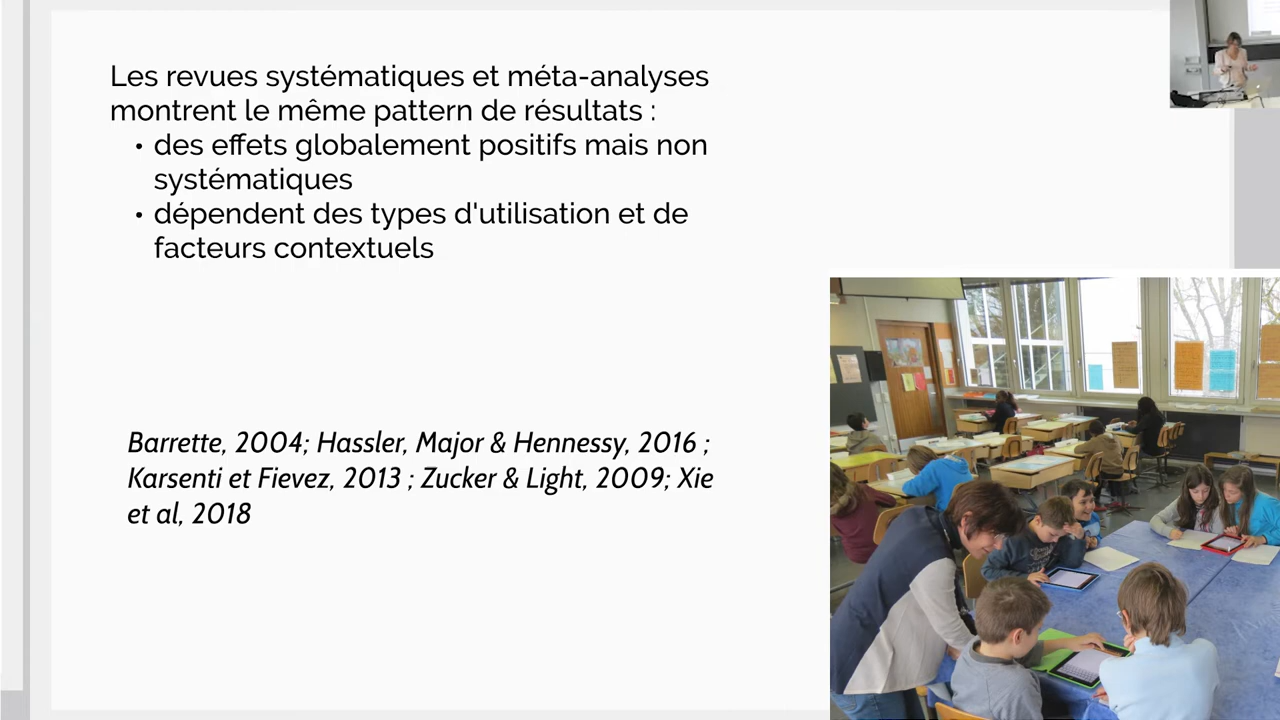 Les revues systématiques et méta-analyses
montrent le même pattern de résultats :
• des effets globalement positifs mais non
systématiques
• dépendent des types d'utilisation et de
facteurs contextuels
Barrette, 2004; Hassler, Major & Hennessy, 2016 ;
Karsenti et Fievez, 2013 ; Zucker & Light, 2009; Xie
et al, 2018